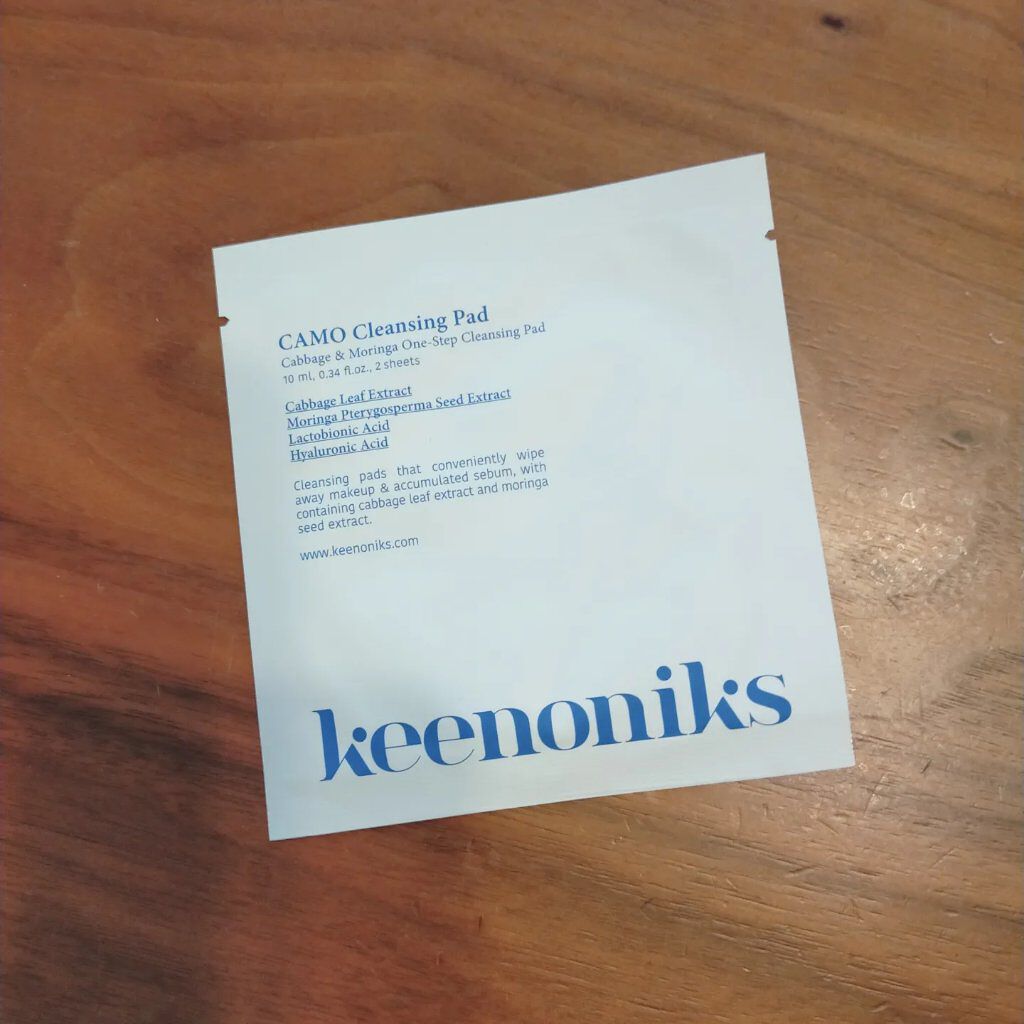 CAMO Cleansing Pad
Cabbage & Moringa One-Step Cleansing Pad
10 ml, 0.34 fl.oz., 2 sheets
Cabbage Leaf Extract
Moringa Pterygosperma Seed Extract
Lactobionic Acid
Hyaluronic Acid
Cleansing pads that conveniently wipe
away makeup & accumulated sebum, with
containing cabbage leaf extract and moringa
seed extract.
www.keenoniks.com
keenoniks